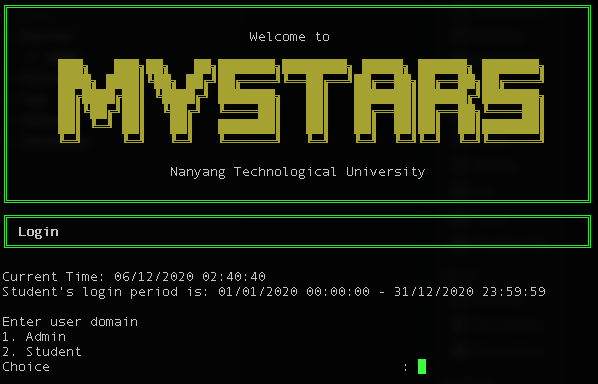 Welcome to
MYSTARS
Nanyang Technological University
Login
Current Time: 06/12/2020 02:40:40
Student's login period is: 01/01/2020 00:00:00 - 31/12/2020 23:59:59
Enter user domain
1. Admin
2. Student
Choice :